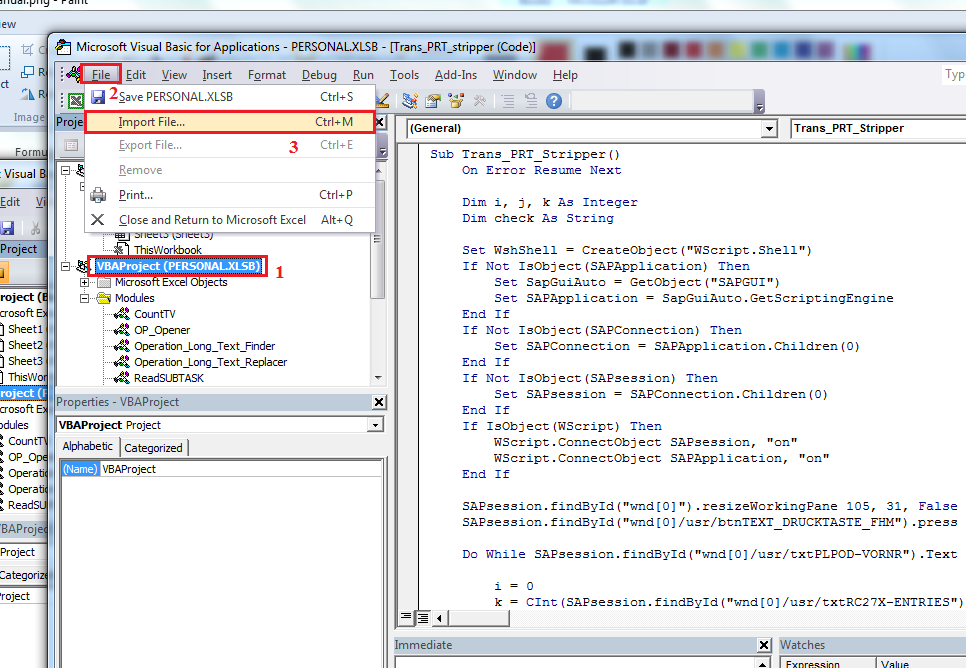 anual.png - Paint
iew
Image
Formu
Microsoft Visual Basic for Applications - PERSONAL.XLSB - [Trans_PRT_stripper (Code)]
File Edit View Insert Format Debug Run Tools Add-Ins Window Help
Typ
2
Save PERSONAL.XLSB Ctrl+S
Import File... Ctrl+M
Export File... Ctrl+E
3
Remove
Print... Ctrl+P
Close and Return to Microsoft Excel Alt+Q
Proje
Sheet3 (Sheet3)
ThisWorkbook
VBAProject (PERSONAL.XLSB)
1
Microsoft Excel Objects
Modules
CountTV
OP_Opener
Operation_Long_Text_Finder
Operation_Long_Text_Replacer
ReadSUBTASK
Properties - VBAProject
VBAProject Project
Alphabetic Categorized
(Name) VBAProject
(General)
Trans_PRT_Stripper
Sub Trans_PRT_Stripper()
On Error Resume Next
Dim i, j, k As Integer
Dim check As String
Set WshShell = CreateObject("WScript.Shell")
If Not IsObject(SAPApplication) Then
Set SapGuiAuto = GetObject("SAPGUI")
Set SAPApplication = SapGuiAuto.GetScriptingEngine
End If
If Not IsObject(SAPConnection) Then
Set SAPConnection = SAPApplication.Children(0)
End If
If Not IsObject(SAPsession) Then
Set SAPsession = SAPConnection.Children(0)
End If
If IsObject(WScript) Then
WScript.ConnectObject SAPsession, "on"
WScript.ConnectObject SAPApplication, "on"
End If
SAPsession.findById("wnd[0]").resizeWorkingPane 105, 31, False
SAPsession.findById("wnd[0]/usr/btnTEXT_DRUCKTASTE_FHM").press
Do While SAPsession.findById("wnd[0]/usr/txtPLPOD-VORNR").Text
i = 0
k = CInt(SAPsession.findById("wnd[0]/usr/txtRC27X-ENTRIES")
Immediate
Watches
Expression Value
t Visual B
Edit Vi
Project
roject (B
crosoft Ex
Sheet1
Sheet2
Sheet3
ThisWor
roject (P
crosoft Ex
odules
CountTV
OP_Ope
Operatio
Operatio
ReadSU
VBAProjec
Project
Categorize
roject